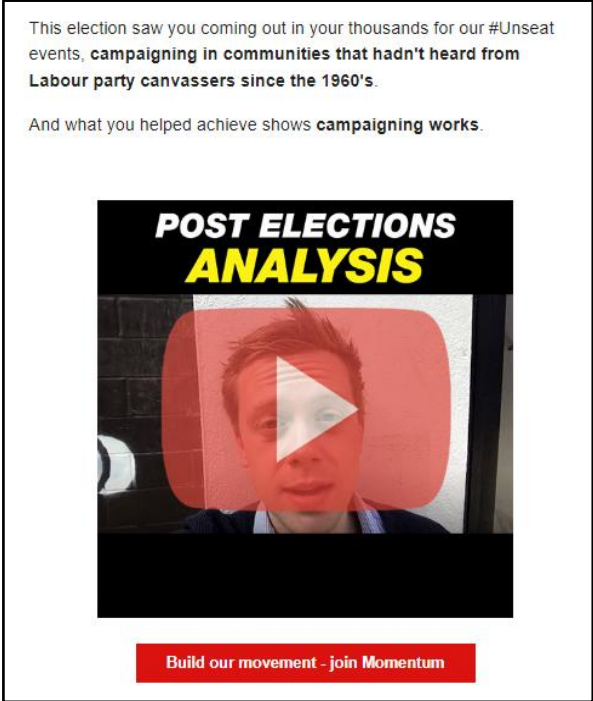 This election saw you coming out in your thousands for our #Unseat
events, campaigning in communities that hadn't heard from
Labour party canvassers since the 1960's.
And what you helped achieve shows campaigning works.
POST ELECTIONS
ANALYSIS
Build our movement - join Momentum